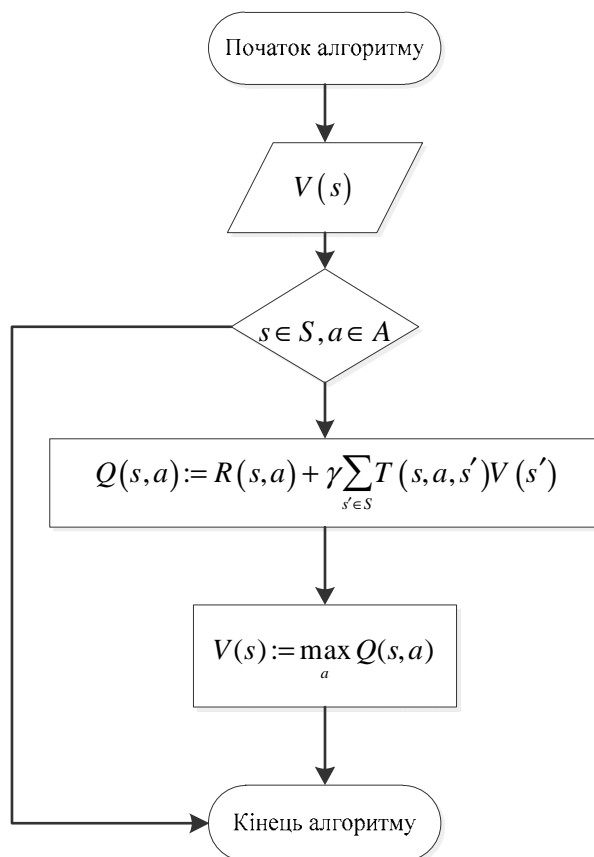 Початок алгоритму
V(s)
s ∈ S, a ∈ A
Q(s,a) := R(s,a) + γ∑_{s′∈S} T(s,a,s′)V(s′)
V(s) := max_a Q(s,a)
Кінець алгоритму